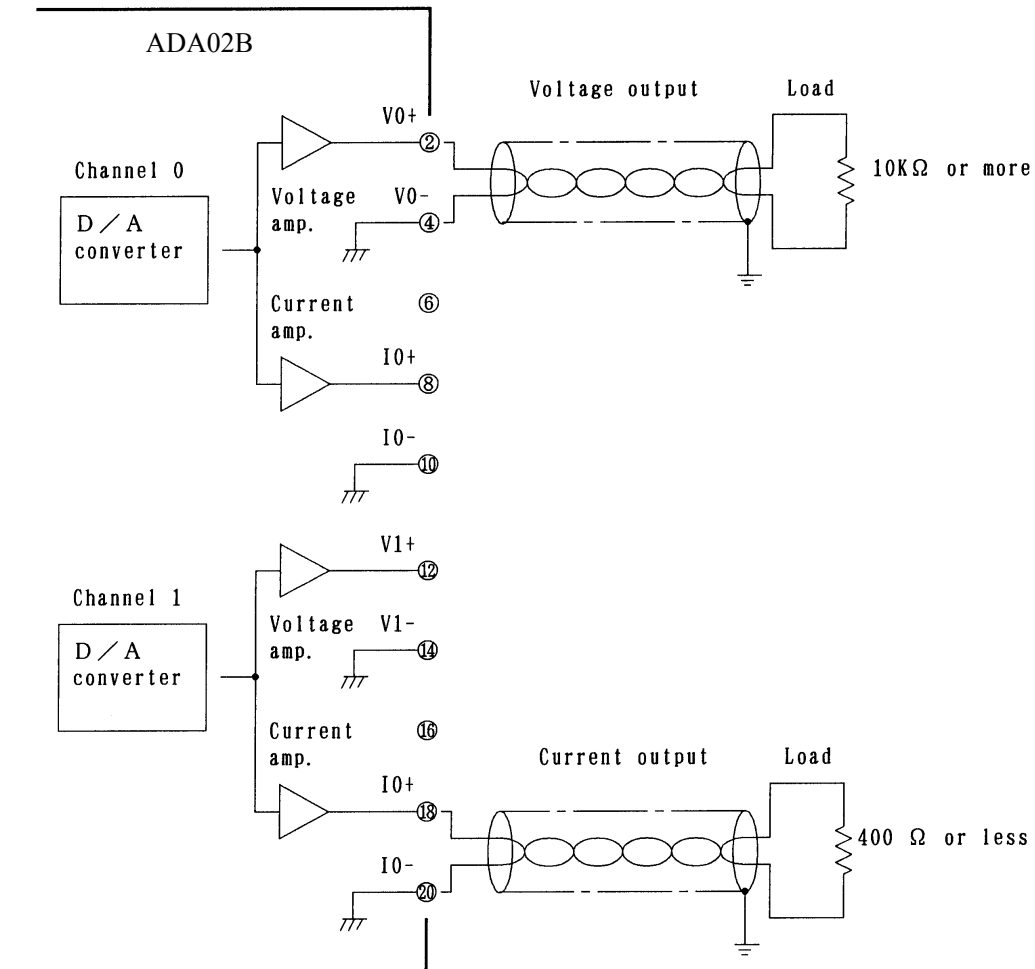 ADA02B
Voltage output
Load
V0+
②
Channel 0
10KΩ or more
Voltage
amp.
V0-
④
D／A
converter
Current
amp.
⑥
I0+
⑧
I0-
⑩
V1+
⑫
Channel 1
Voltage
amp.
V1-
⑭
D／A
converter
Current
amp.
⑯
Current output
Load
I0+
⑱
400 Ω or less
I0-
⑳